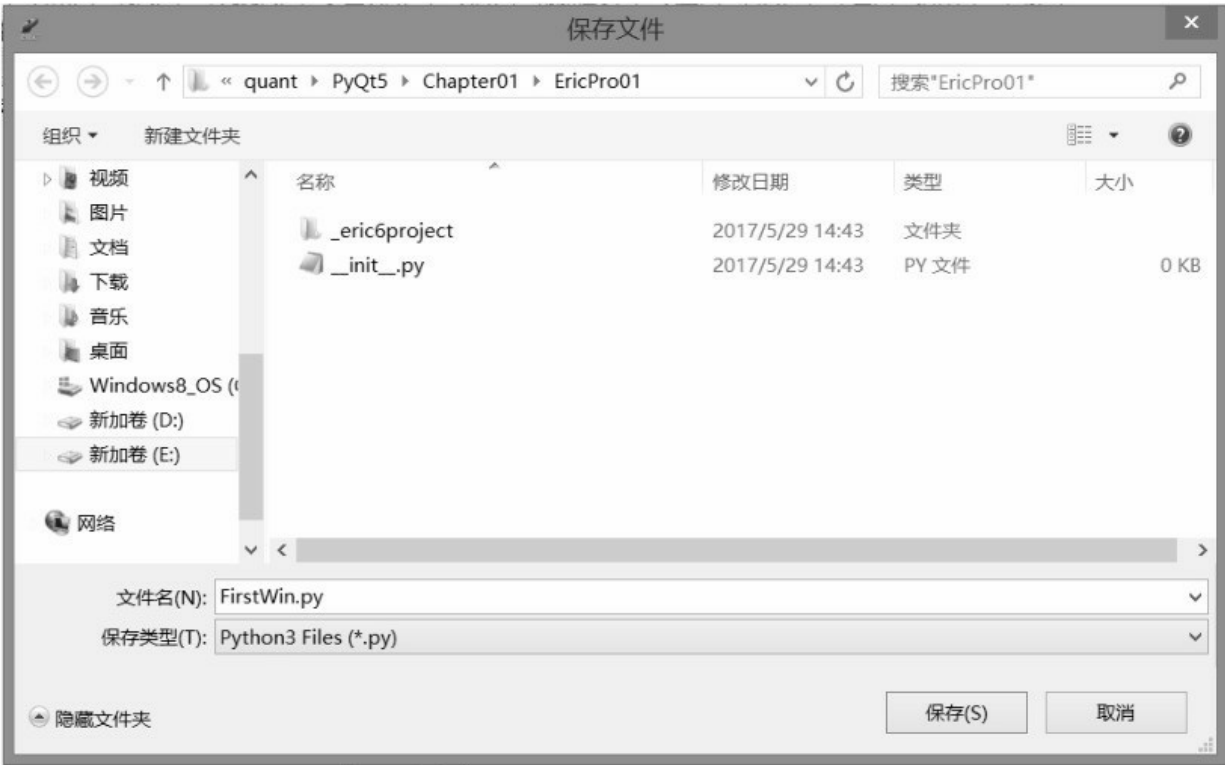 保存文件
« quant PyQt5 Chapter01 EricPro01
搜索"EricPro01"
组织 新建文件夹
名称 修改日期 类型 大小
视频
图片
文档
下载
音乐
桌面
Windows8_OS (
新加卷 (D:)
新加卷 (E:)
网络
_eric6project 2017/5/29 14:43 文件夹
__init__.py 2017/5/29 14:43 PY 文件 0 KB
文件名(N): FirstWin.py
保存类型(T): Python3 Files (*.py)
隐藏文件夹 保存(S) 取消